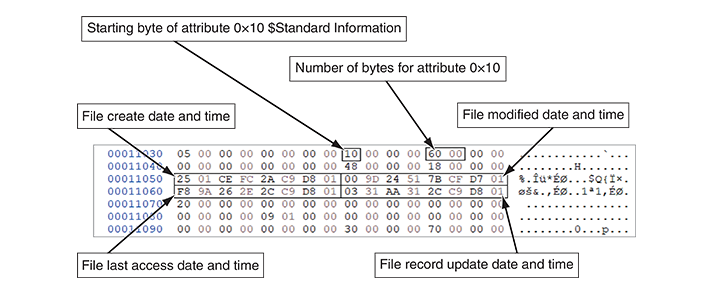 Starting byte of attribute 0×10 $Standard Information
Number of bytes for attribute 0×10
File create date and time
File modified date and time
00011030 05 00 00 00 00 00 00 00 10 00 00 00 60 00 00 00 ............`...
00011040 00 00 00 00 00 00 00 00 48 00 00 00 18 00 00 00 ........H.......
00011050 25 01 CE FC 2A C9 D8 01 00 9D 24 51 7B CF D7 01 %.Îü*ÉØ...$Q{Ï×.
00011060 F8 9A 26 2E 2C C9 D8 01 03 31 AA 31 2C C9 D8 01 øš&.,ÉØ..1ª1,ÉØ.
00011070 20 00 00 00 00 00 00 00 00 00 00 00 00 00 00 00 ...............
00011080 00 00 00 00 09 01 00 00 00 00 00 00 00 00 00 00 ................
00011090 00 00 00 00 00 00 00 00 30 00 00 00 70 00 00 00 ........0...p...
File last access date and time
File record update date and time